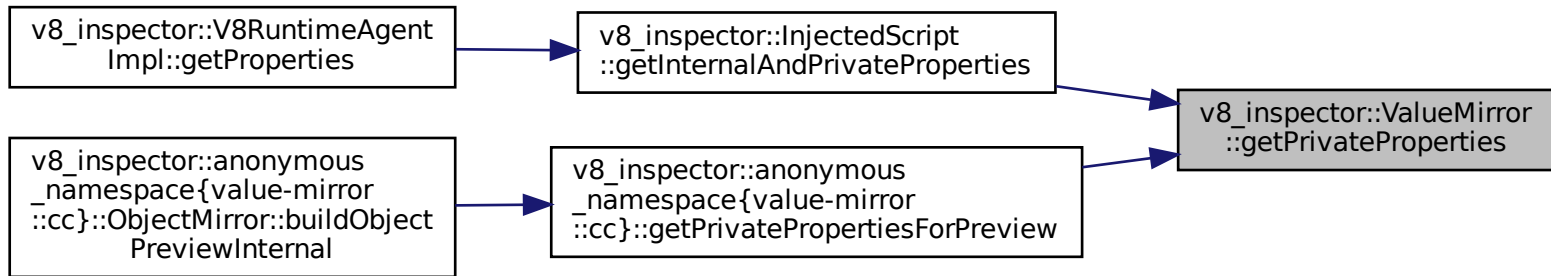 v8_inspector::V8RuntimeAgent
Impl::getProperties
v8_inspector::InjectedScript
::getInternalAndPrivateProperties
v8_inspector::ValueMirror
::getPrivateProperties
v8_inspector::anonymous
_namespace{value-mirror
::cc}::ObjectMirror::buildObject
PreviewInternal
v8_inspector::anonymous
_namespace{value-mirror
::cc}::getPrivatePropertiesForPreview